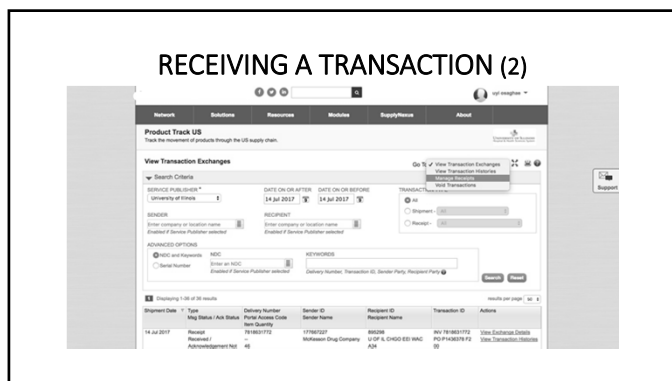 RECEIVING A TRANSACTION (2)
uyi osaghae
Network Solutions Resources Modules SupplyNexus About
Product Track US
Track the movement of products through the US supply chain.
View Transaction Exchanges
Go To
✓ View Transaction Exchanges
View Transaction Histories
Manage Receipts
Void Transactions
Support
Search Criteria
SERVICE PUBLISHER * DATE ON OR AFTER DATE ON OR BEFORE
University of Illinois 14 Jul 2017 14 Jul 2017 All
Shipment - All
SENDER RECIPIENT
Enter company or location name Enter company or location name Receipt - All
Enabled if Service Publisher selected Enabled if Service Publisher selected
ADVANCED OPTIONS
NDC and Keywords NDC KEYWORDS
Serial Number Enter an NDC
Enabled if Service Publisher selected Delivery Number, Transaction ID, Sender Party, Recipient Party
Search Reset
1 Displaying 1-36 of 36 results results per page 50
Shipment Date Type Delivery Number Sender ID Recipient ID Transaction ID Actions
Msg Status / Ack Status Portal Access Code Sender Name Recipient Name
Item Quantity
14 Jul 2017 Receipt 7818631772 177667227 895298 INV 7818631772 View Exchange Details
Received / -- McKesson Drug Company U OF IL CHGO EEI WAC PO P1436376 F2 View Transaction Histories
Acknowledgement Not 46 A24 00